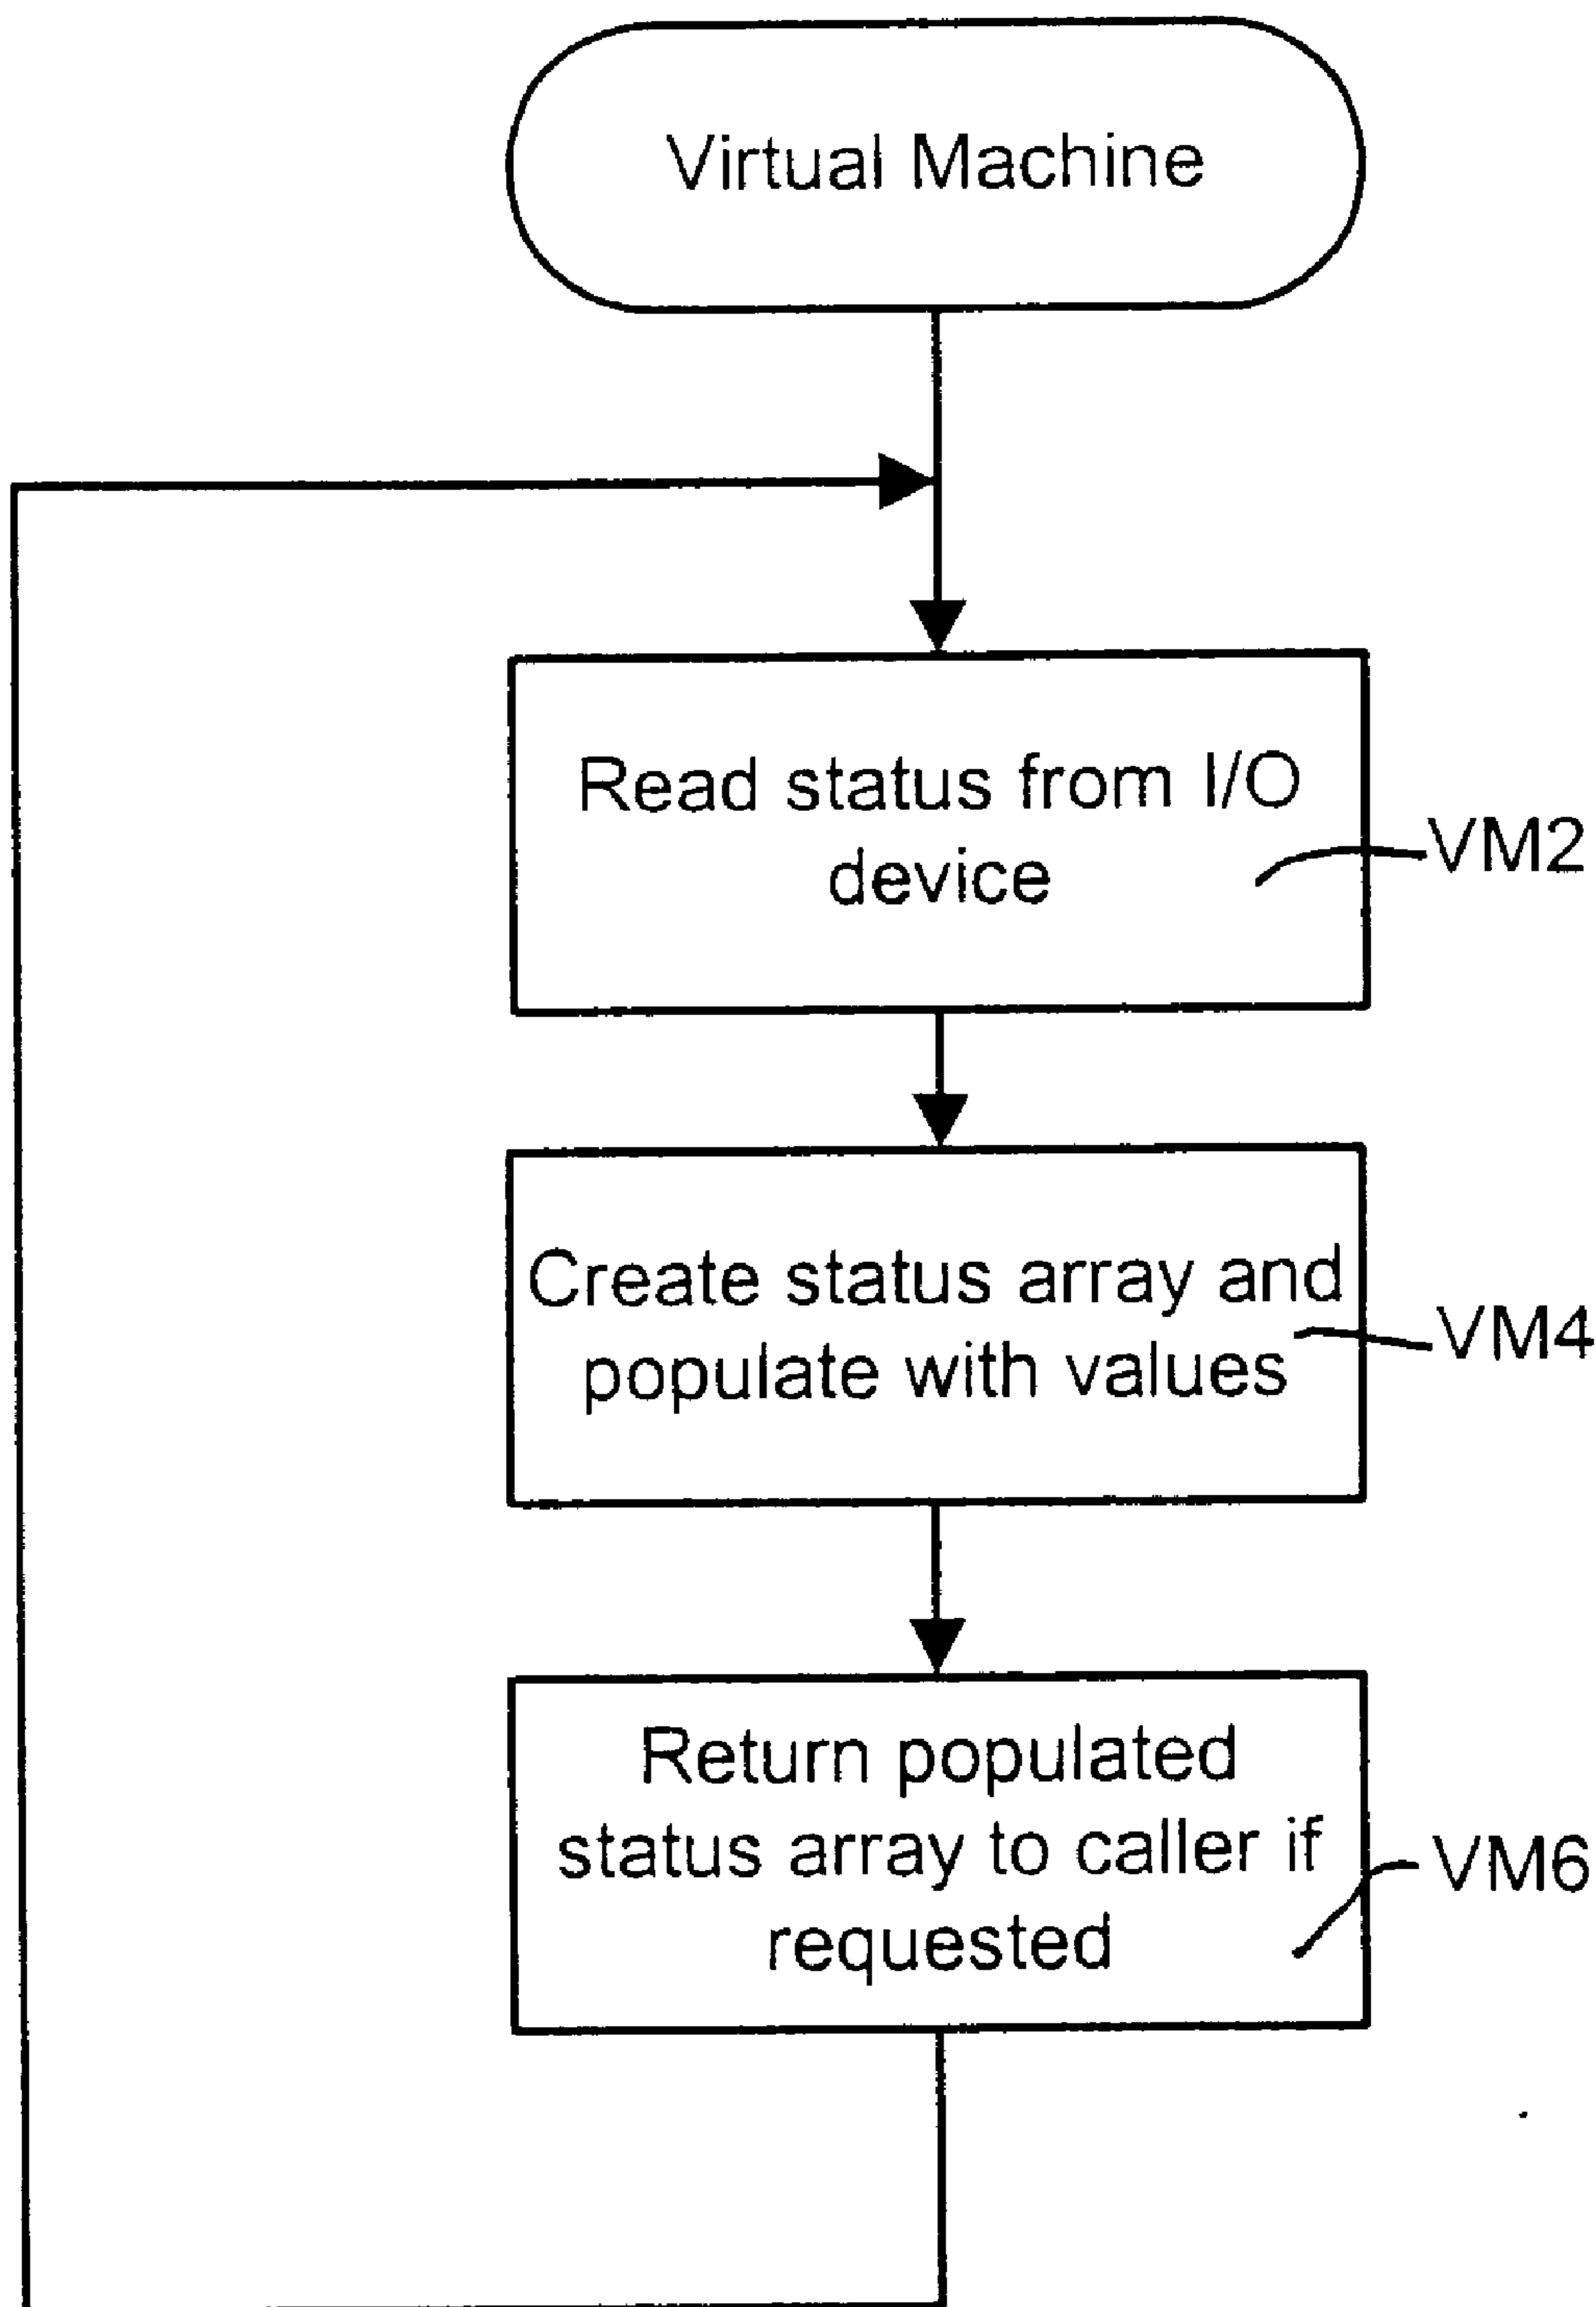 Virtual Machine
Read status from I/O
device
VM2
Create status array and
populate with values
VM4
Return populated
status array to caller if
requested
VM6